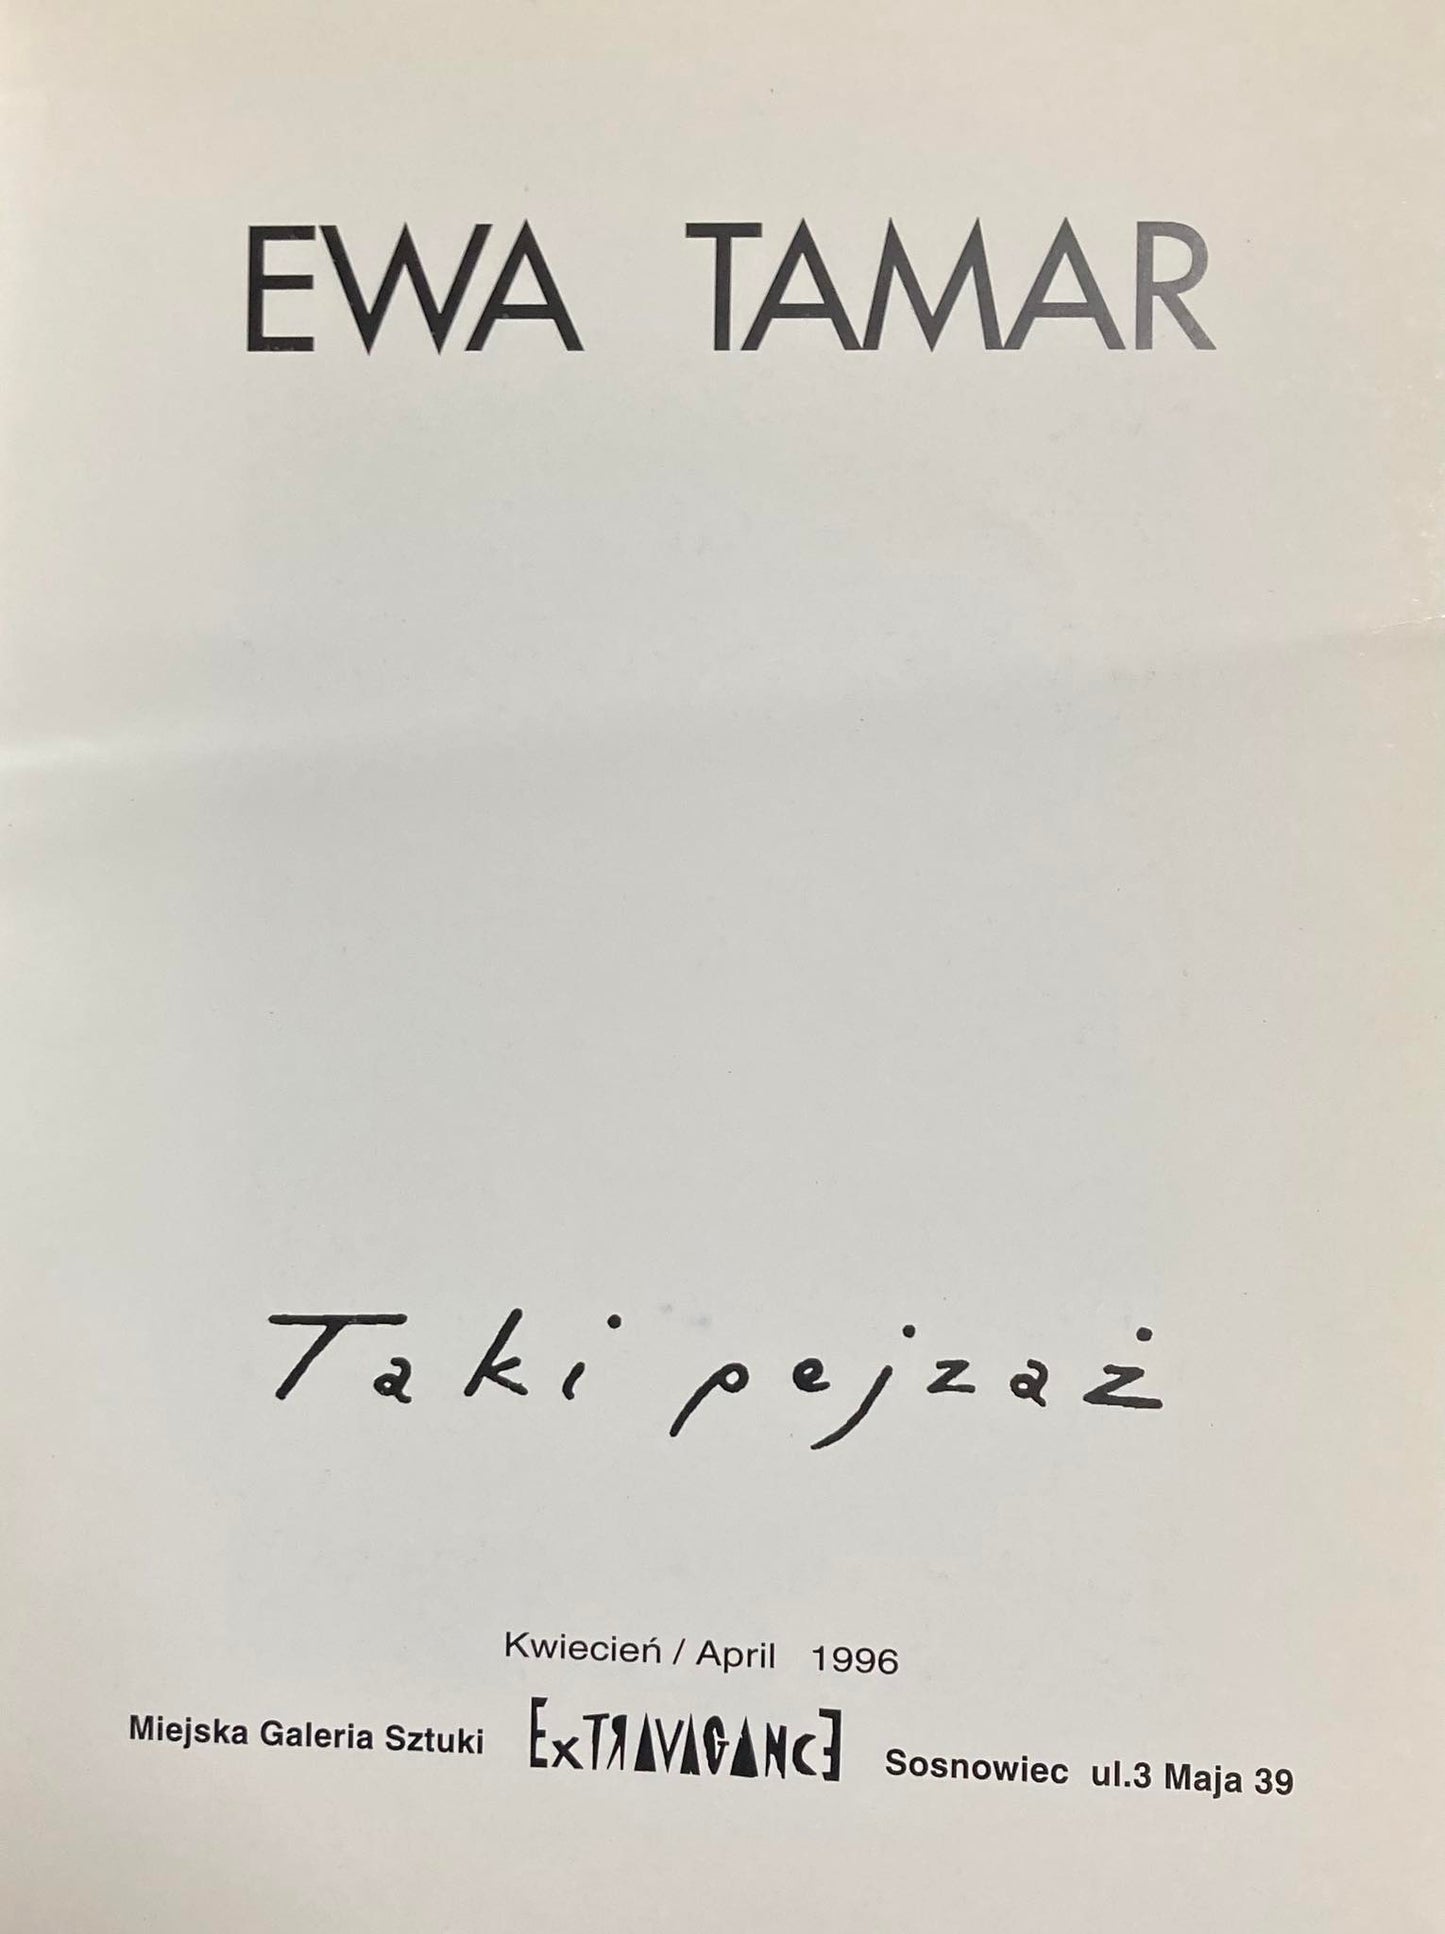 EWA TAMAR
Taki pejzaż
Kwiecień / April 1996
Miejska Galeria Sztuki ExTRAVAGANCE Sosnowiec ul.3 Maja 39